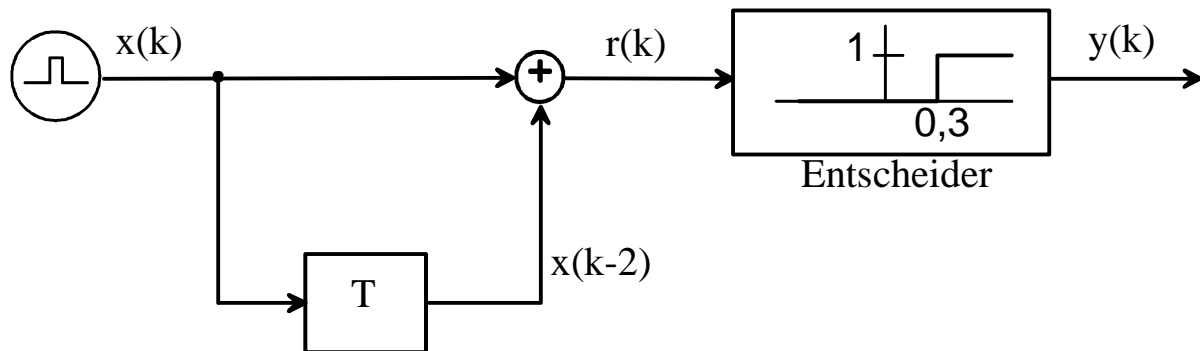 x(k)
r(k)
1
0,3
y(k)
Entscheider
T
x(k-2)